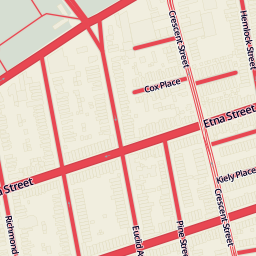 Crescent Street
Hemlock Street
Cox Place
Etna Street
Street
Kiely Place
Richmond
Euclid A
Pine Stre
Crescent Street